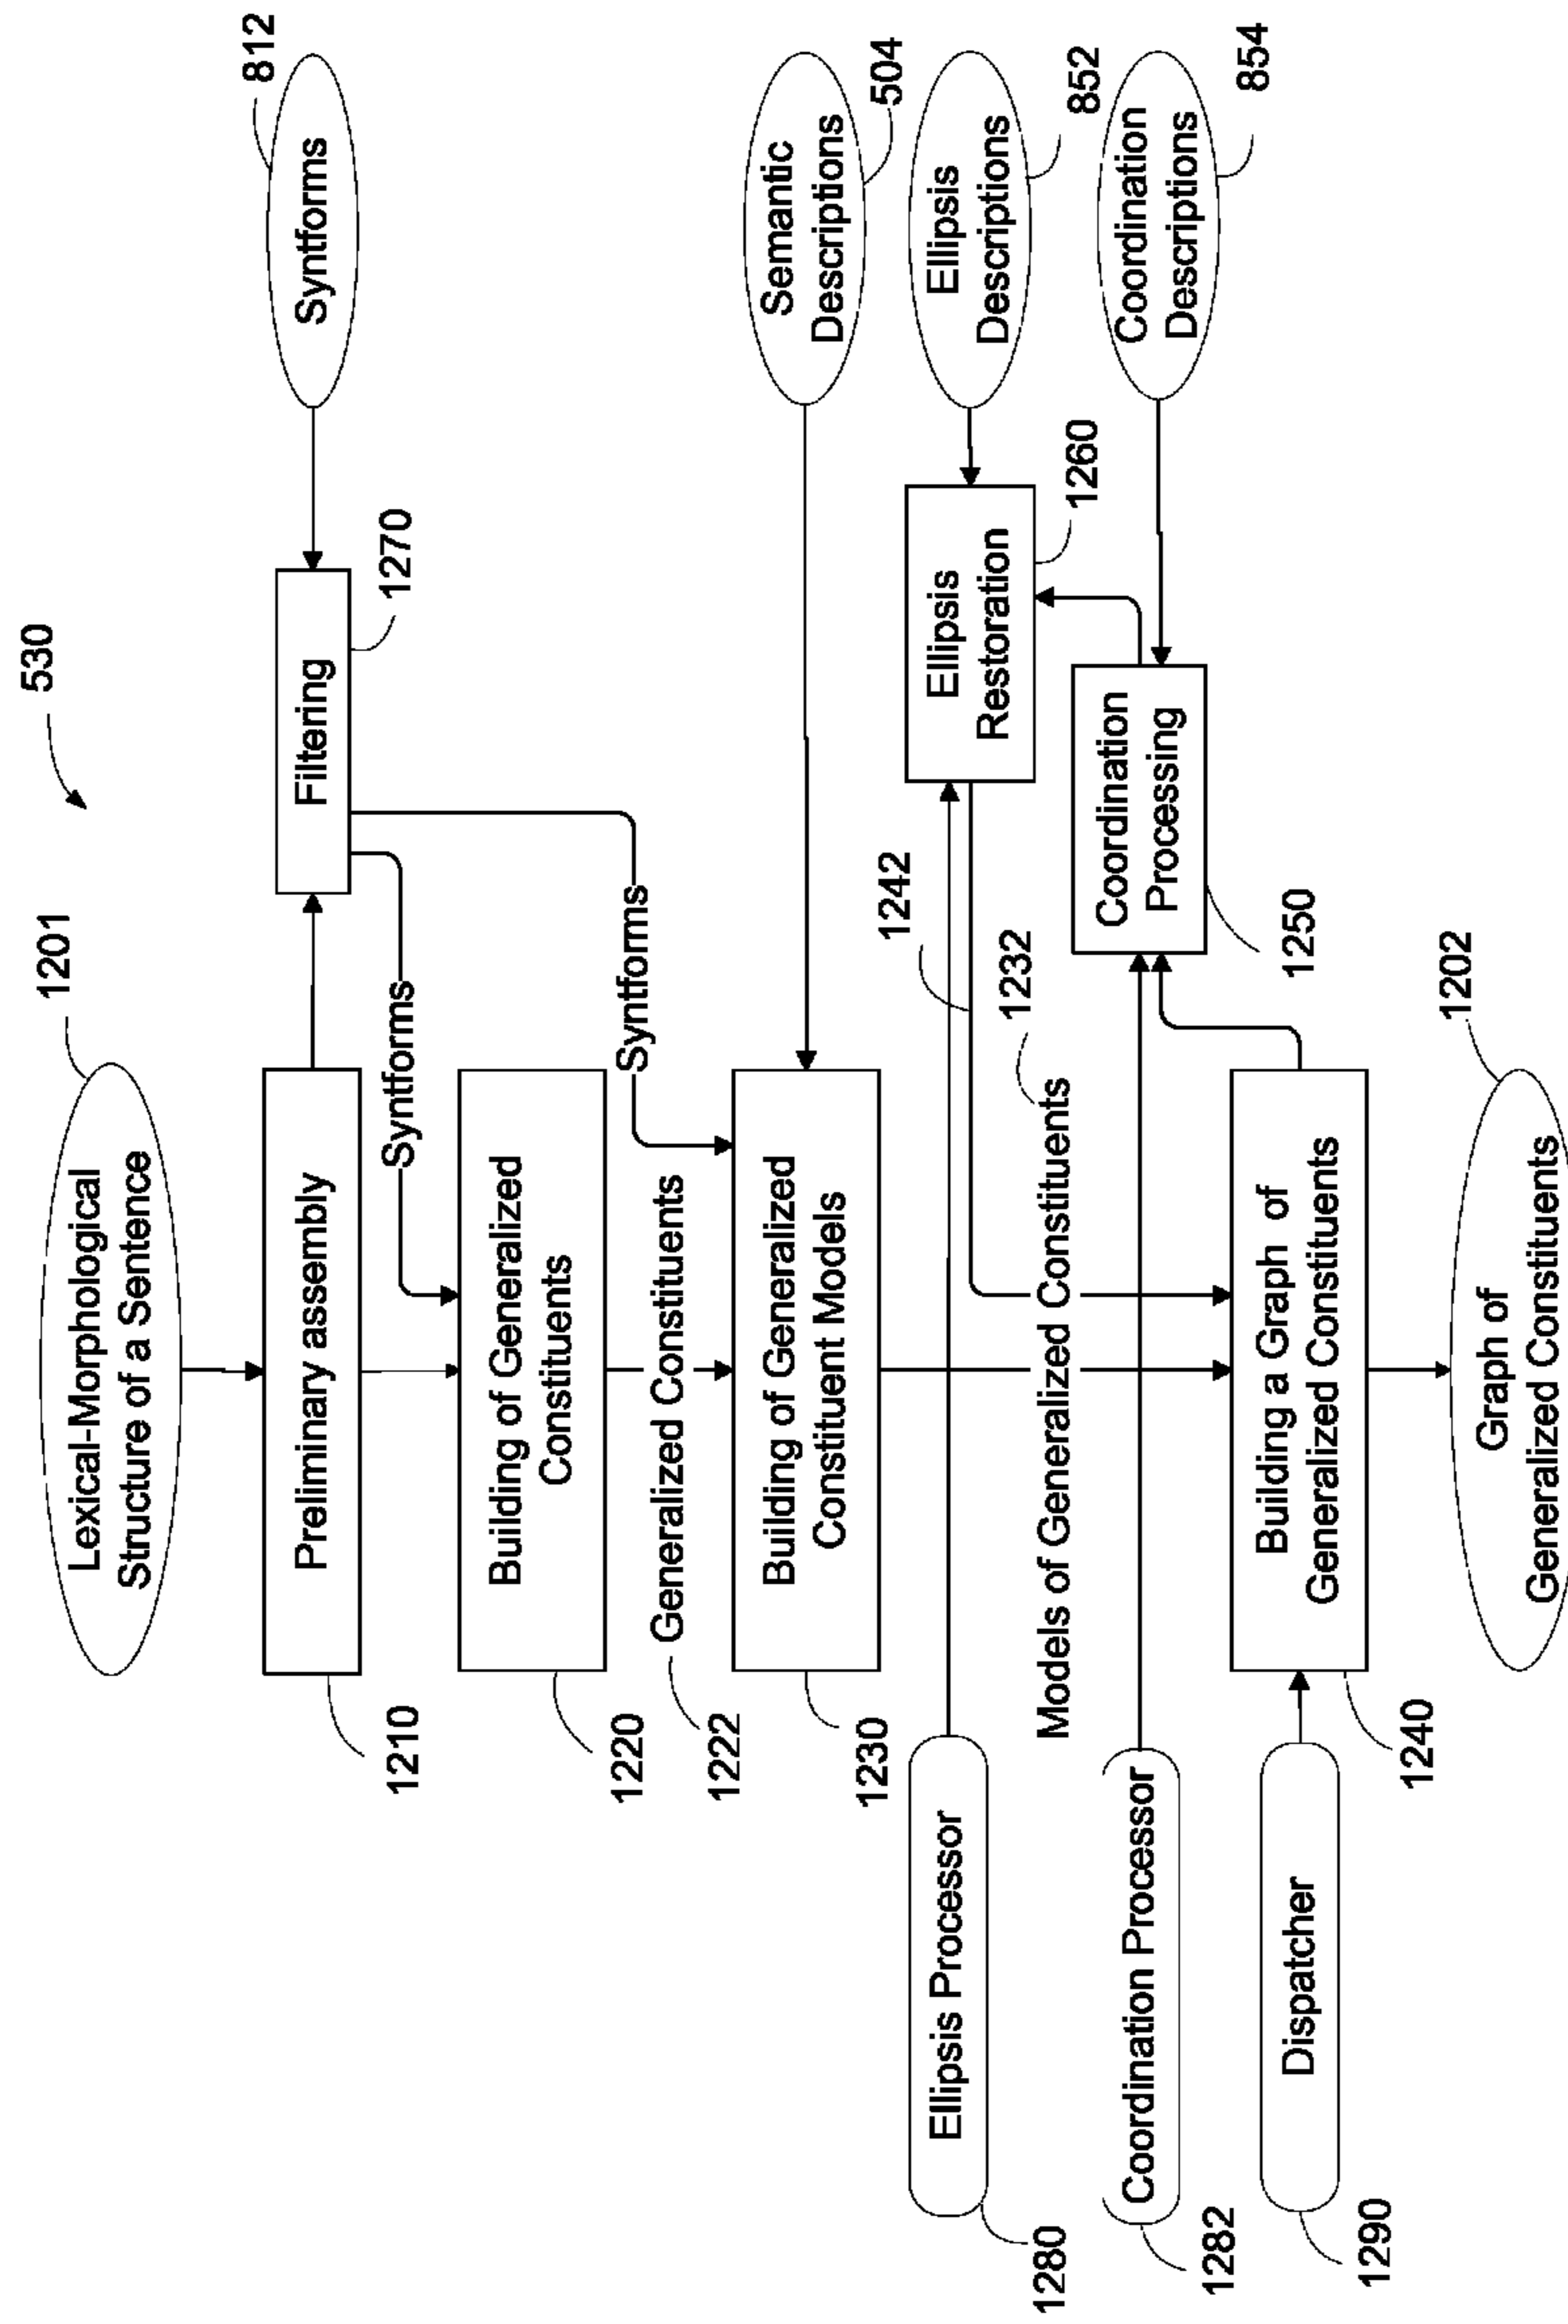 530
1201
Lexical-Morphological
Structure of a Sentence
Syntforms
812
Preliminary assembly
1210
Filtering
1270
Syntforms
Building of Generalized
Constituents
1220
Generalized Constituents
1222
Syntforms
Building of Generalized
Constituent Models
1230
Semantic
Descriptions
504
Ellipsis Processor
1280
Ellipsis
Restoration
1260
Ellipsis
Descriptions
852
1242
1232
Models of Generalized Constituents
Coordination Processor
1282
Coordination
Processing
1250
Coordination
Descriptions
854
Dispatcher
1290
Building a Graph of
Generalized Constituents
1240
1202
Graph of
Generalized Constituents